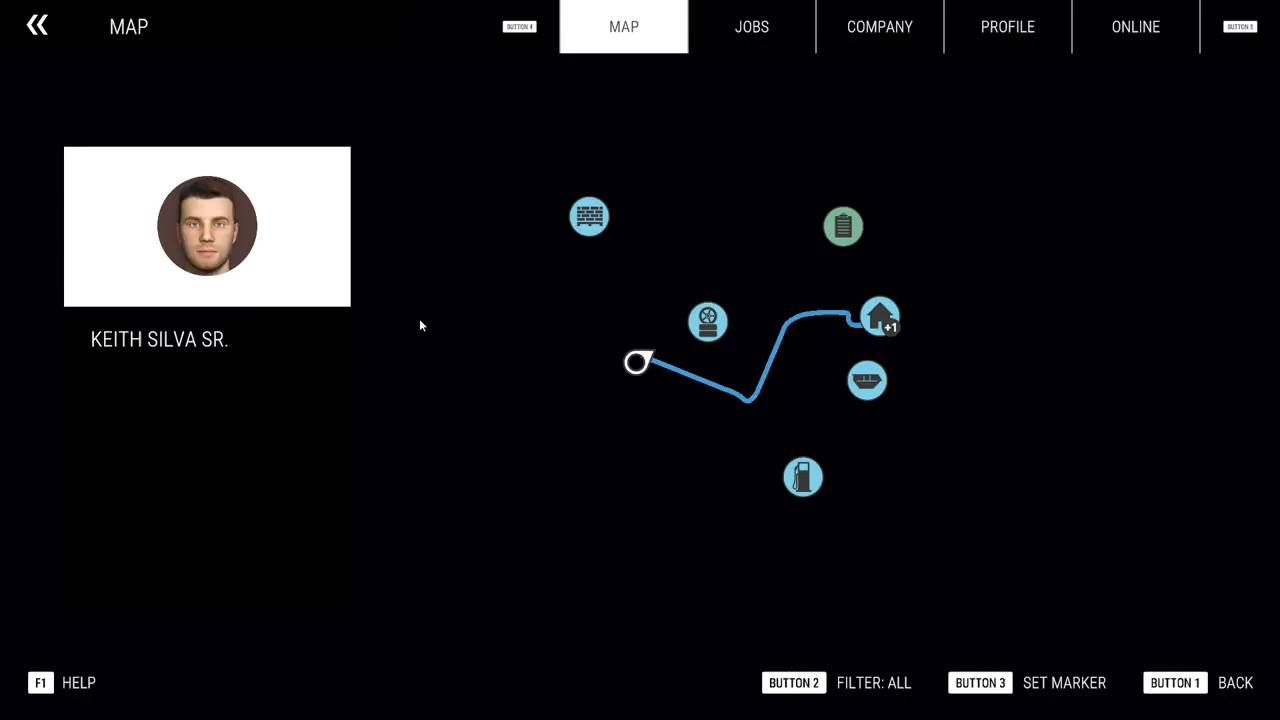 MAP
BUTTON 4
MAP
JOBS
COMPANY
PROFILE
ONLINE
BUTTON 5
KEITH SILVA SR.
+1
F1 HELP
BUTTON 2 FILTER: ALL
BUTTON 3 SET MARKER
BUTTON 1 BACK